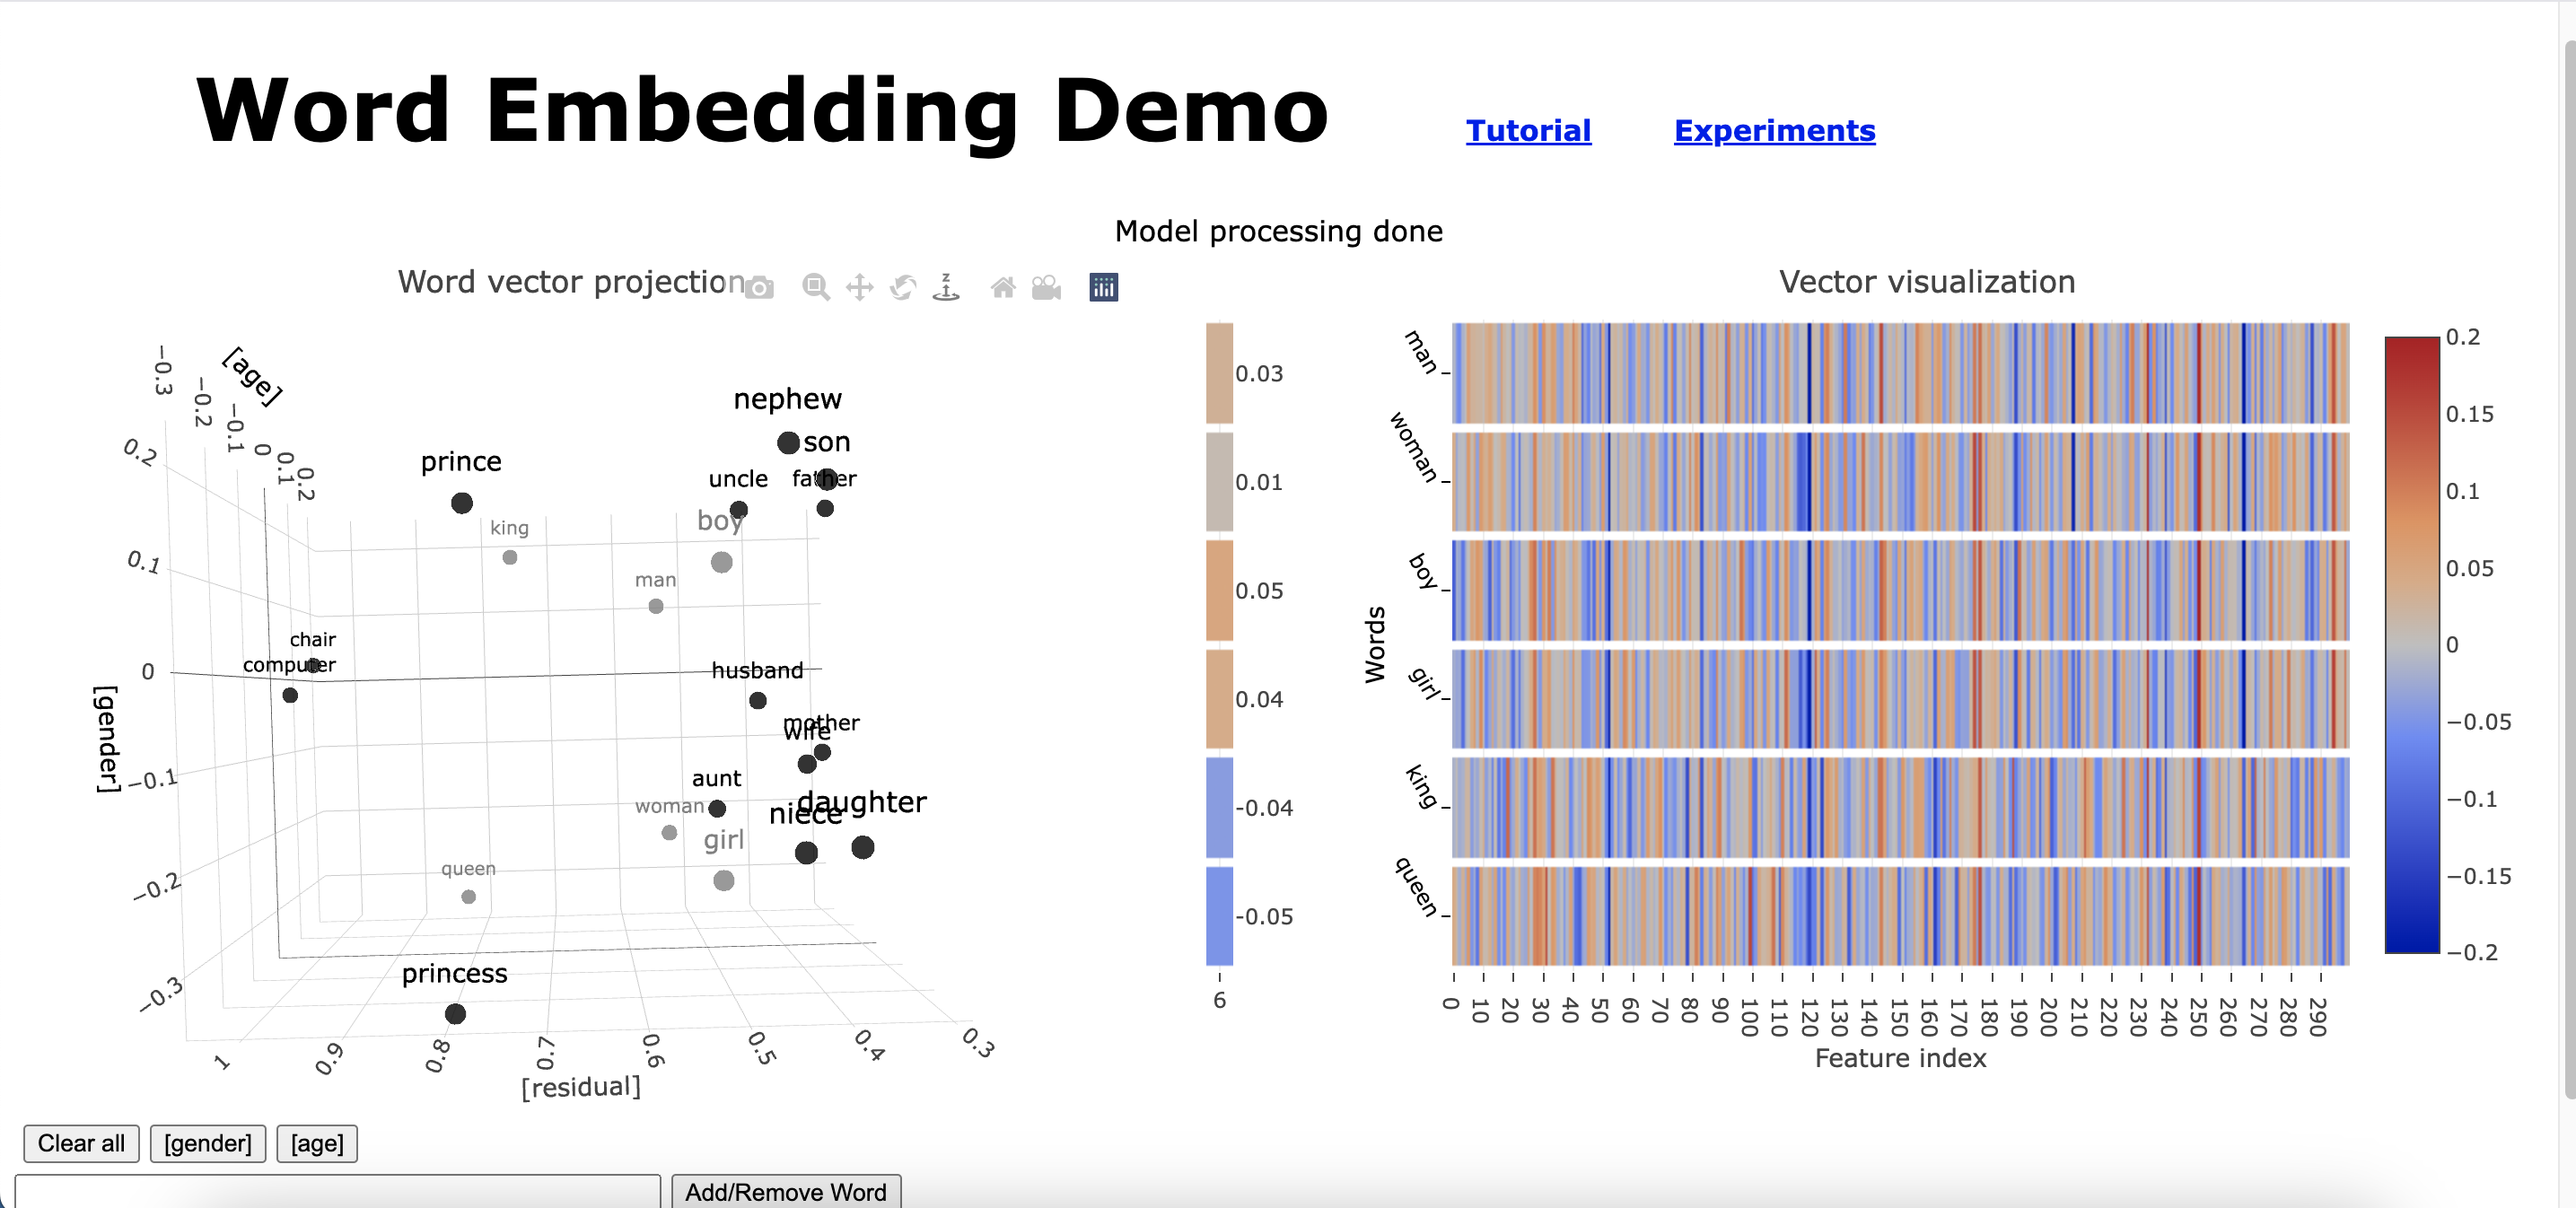 Word Embedding Demo
Tutorial
Experiments
Model processing done
Word vector projection
z
[age]
−0.3
−0.2
−0.1
0
0.1
0.2
0.2
0.1
0
−0.1
−0.2
−0.3
[gender]
nephew
son
prince
uncle
father
boy
king
man
chair
computer
husband
mother
wife
aunt
woman
daughter
niece
girl
queen
princess
1
0.9
0.8
0.7
0.6
0.5
0.4
0.3
[residual]
0.03
0.01
0.05
0.04
-0.04
-0.05
6
Vector visualization
Words
man
woman
boy
girl
king
queen
0 10 20 30 40 50 60 70 80 90 100 110 120 130 140 150 160 170 180 190 200 210 220 230 240 250 260 270 280 290
Feature index
0.2
0.15
0.1
0.05
0
−0.05
−0.1
−0.15
−0.2
Clear all [gender] [age]
Add/Remove Word